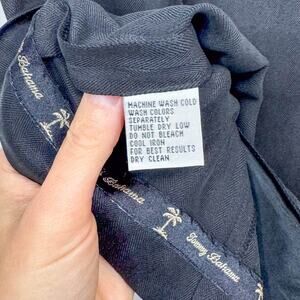 Bahama
MACHINE WASH COLD
WASH COLORS
SEPARATELY
TUMBLE DRY LOW
DO NOT BLEACH
COOL IRON
FOR BEST RESULTS
DRY CLEAN
Tommy Bahama
Tommy Bahama